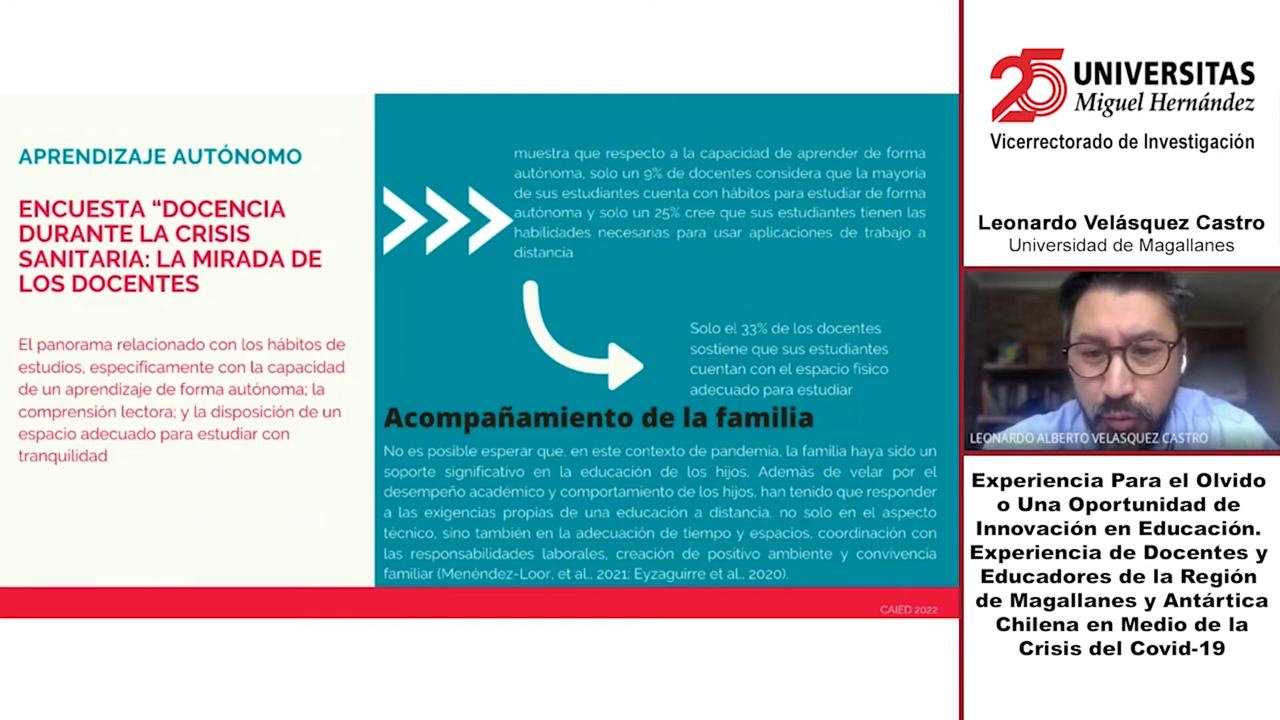 APRENDIZAJE AUTÓNOMO
ENCUESTA “DOCENCIA
DURANTE LA CRISIS
SANITARIA: LA MIRADA DE
LOS DOCENTES
El panorama relacionado con los hábitos de
estudios, especificamente con la capacidad
de un aprendizaje de forma autónoma; la
comprensión lectora; y la disposición de un
espacio adecuado para estudiar con
tranquilidad
muestra que respecto a la capacidad de aprender de forma
autónoma, solo un 9% de docentes considera que la mayoría
de sus estudiantes cuenta con hábitos para estudiar de forma
autónoma y solo un 25% cree que sus estudiantes tienen las
habilidades necesarias para usar aplicaciones de trabajo a
distancia
Solo el 33% de los docentes
sostiene que sus estudiantes
cuentan con el espacio físico
adecuado para estudiar
Acompañamiento de la familia
No es posible esperar que, en este contexto de pandemia, la familia haya sido un
soporte significativo en la educación de los hijos. Además de velar por el
desempeño académico y comportamiento de los hijos, han tenido que responder
a las exigencias propias de una educación a distancia, no solo en el aspecto
técnico, sino también en la adecuación de tiempo y espacios, coordinación con
las responsabilidades laborales, creación de positivo ambiente y convivencia
familiar (Menéndez-Loor, et al., 2021; Eyzaguirre et al., 2020).
CAIED 2022
25 UNIVERSITAS
Miguel Hernández
Vicerrectorado de Investigación
Leonardo Velásquez Castro
Universidad de Magallanes
LEONARDO ALBERTO VELASQUEZ CASTRO
Experiencia Para el Olvido
o Una Oportunidad de
Innovación en Educación.
Experiencia de Docentes y
Educadores de la Región
de Magallanes y Antártica
Chilena en Medio de la
Crisis del Covid-19